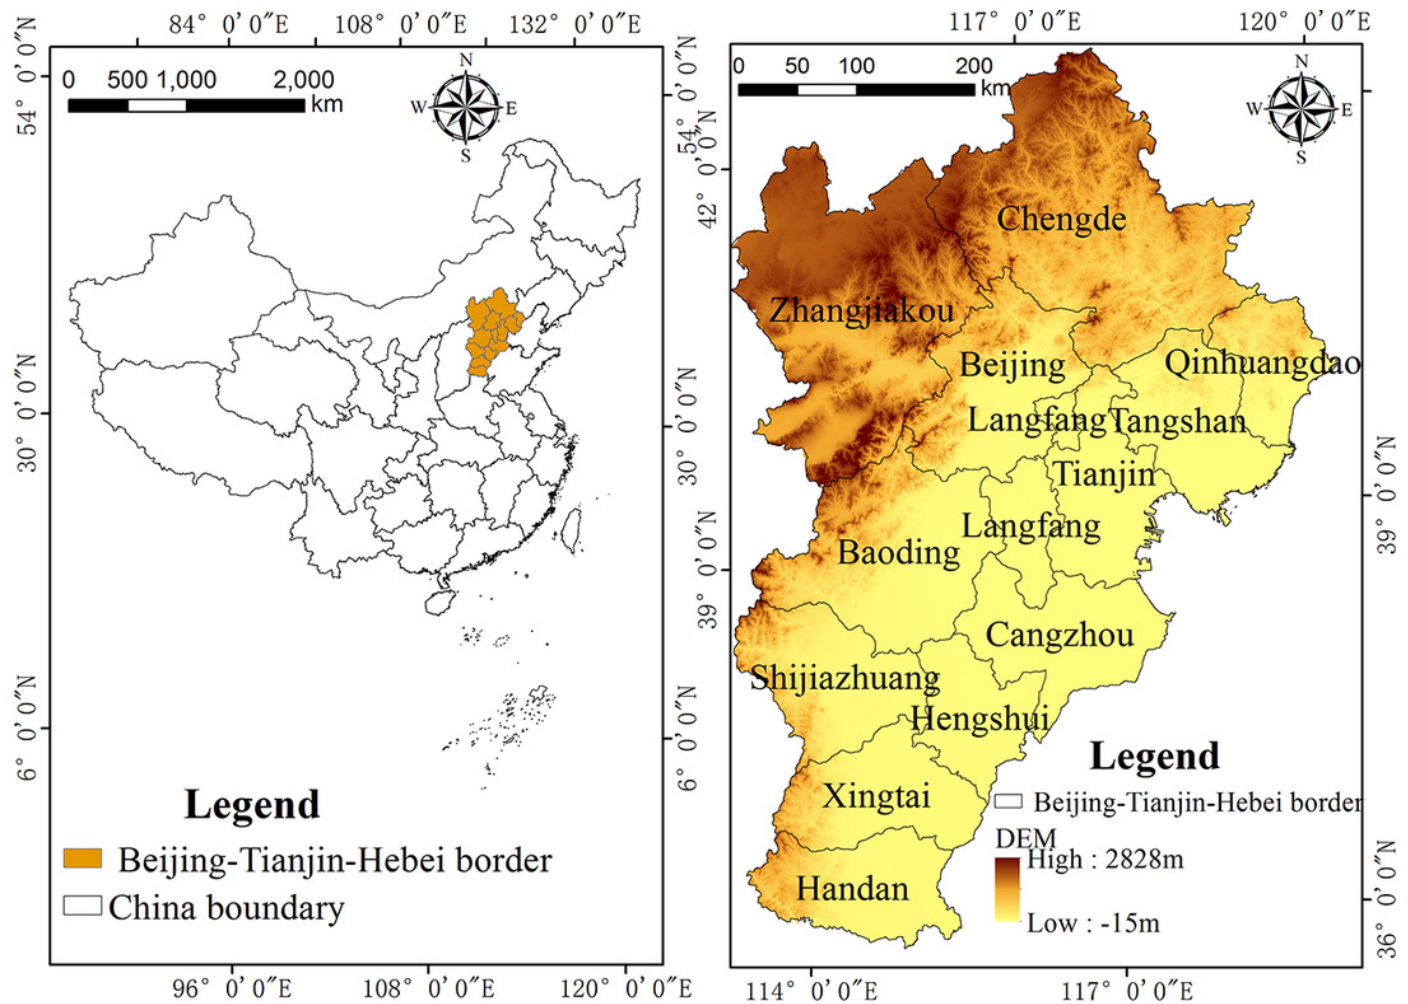 84° 0′0″E 108° 0′0″E 132° 0′0″E
54° 0′0″N
30° 0′0″N
6° 0′0″N
0 500 1,000 2,000
km
N
W E
S
Legend
Beijing-Tianjin-Hebei border
China boundary
54° 0′0″N
30° 0′0″N
6° 0′0″N
96° 0′0″E 108° 0′0″E 120° 0′0″E
117° 0′0″E 120° 0′0″E
42° 0′0″N
39° 0′0″N
0 50 100 200
km
N
W E
S
Chengde
Zhangjiakou
Beijing
Qinhuangdao
Langfang
Tangshan
Tianjin
Langfang
Baoding
Cangzhou
Shijiazhuang
Hengshui
Xingtai
Handan
Legend
Beijing-Tianjin-Hebei border
DEM
High : 2828m
Low : -15m
39° 0′0″N
36° 0′0″N
114° 0′0″E 117° 0′0″E